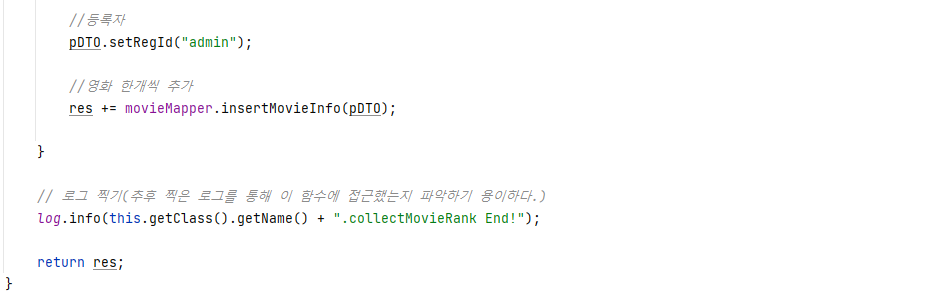 //등록자
pDTO.setRegId("admin");
//영화 한개씩 추가
res += movieMapper.insertMovieInfo(pDTO);
}
// 로그 찍기(추후 찍은 로그를 통해 이 함수에 접근했는지 파악하기 용이하다.)
log.info(this.getClass().getName() + ".collectMovieRank End!");
return res;
}